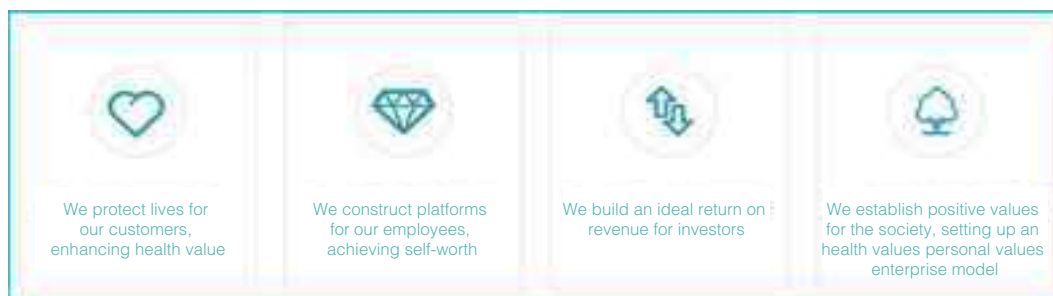 We protect lives for
our customers,
enhancing health value
We construct platforms
for our employees,
achieving self-worth
We build an ideal return on
revenue for investors
We establish positive values
for the society, setting up an
health values personal values
enterprise model